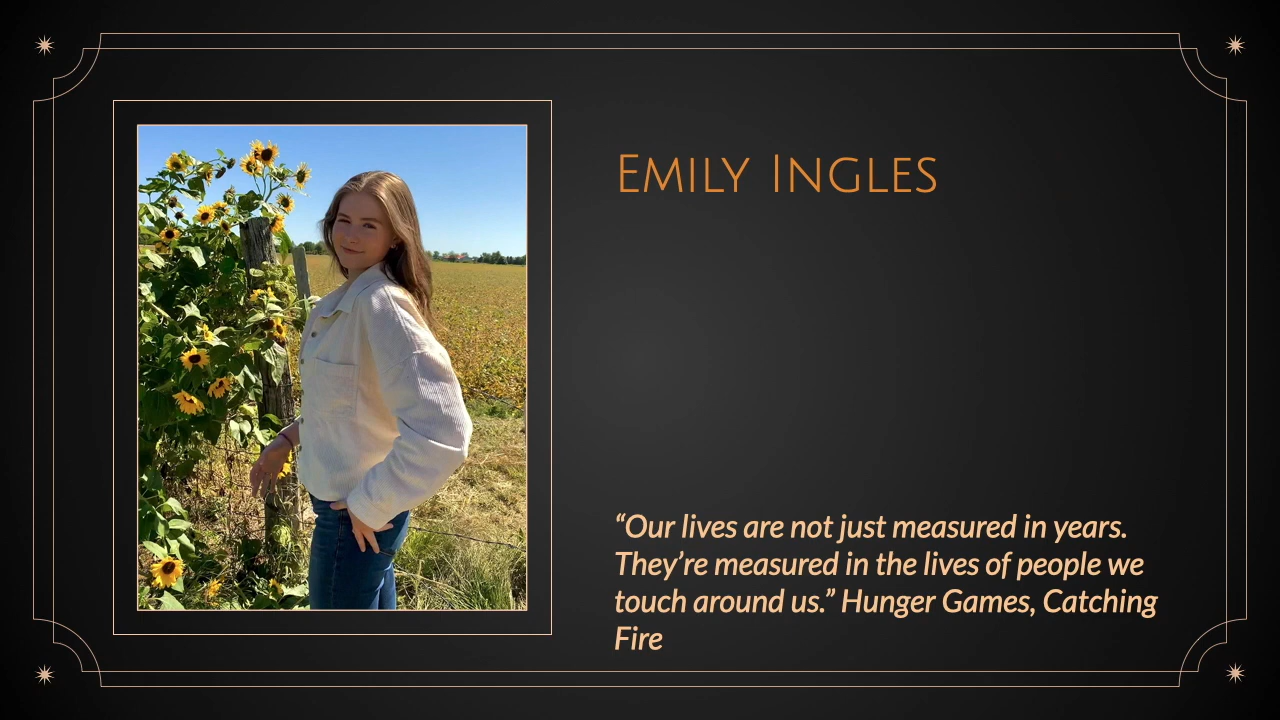 Emily Ingles
“Our lives are not just measured in years.
They’re measured in the lives of people we
touch around us.” Hunger Games, Catching
Fire